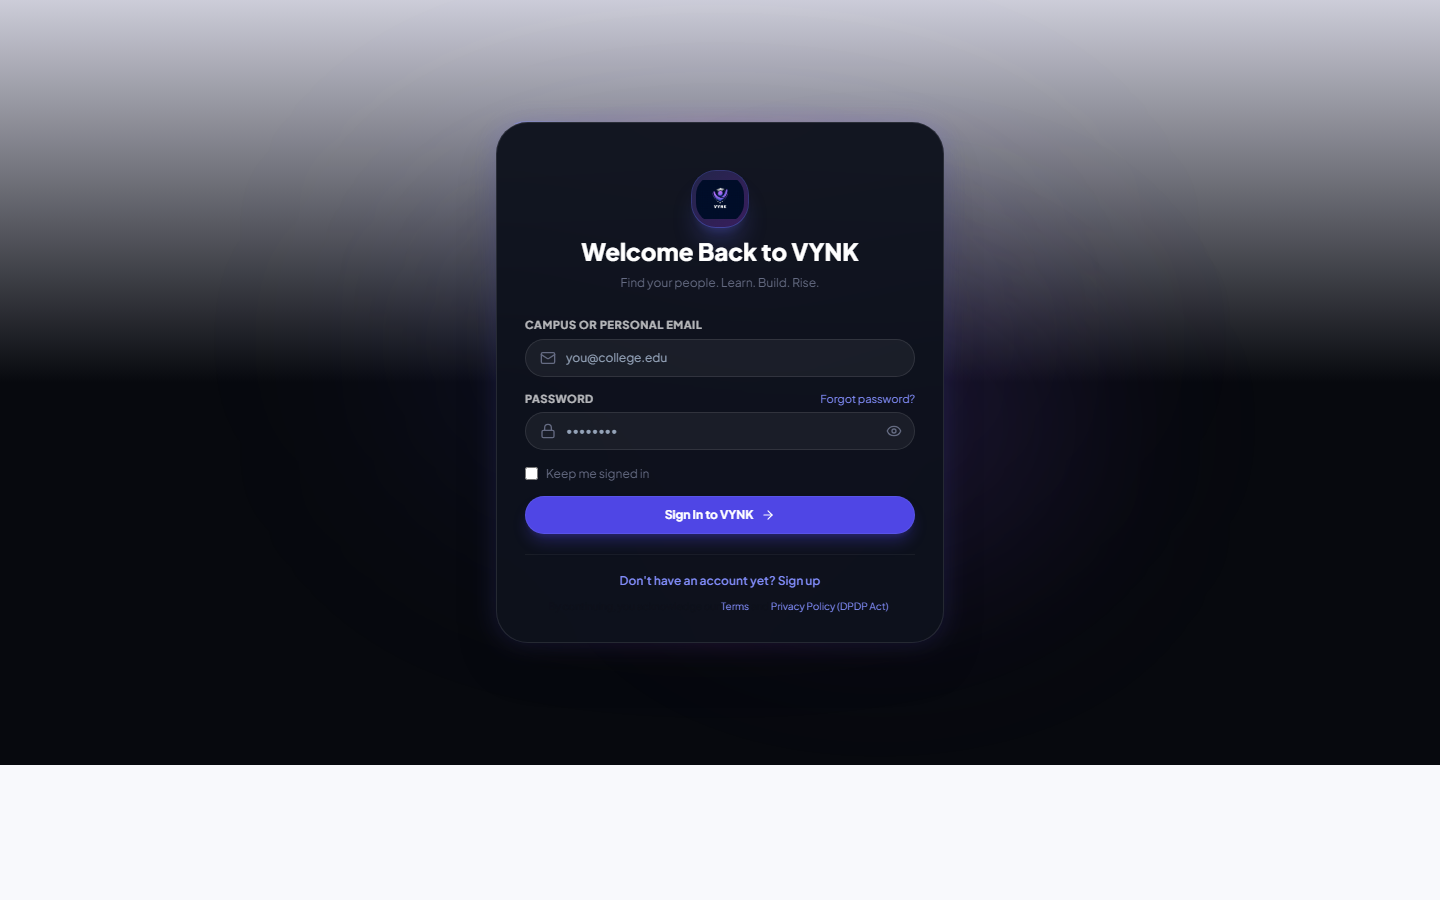 VYNK
Welcome Back to VYNK
Find your people. Learn. Build. Rise.
CAMPUS OR PERSONAL EMAIL
you@college.edu
PASSWORD Forgot password?
••••••••
Keep me signed in
Sign In to VYNK →
Don't have an account yet? Sign up
Terms Privacy Policy (DPDP Act)